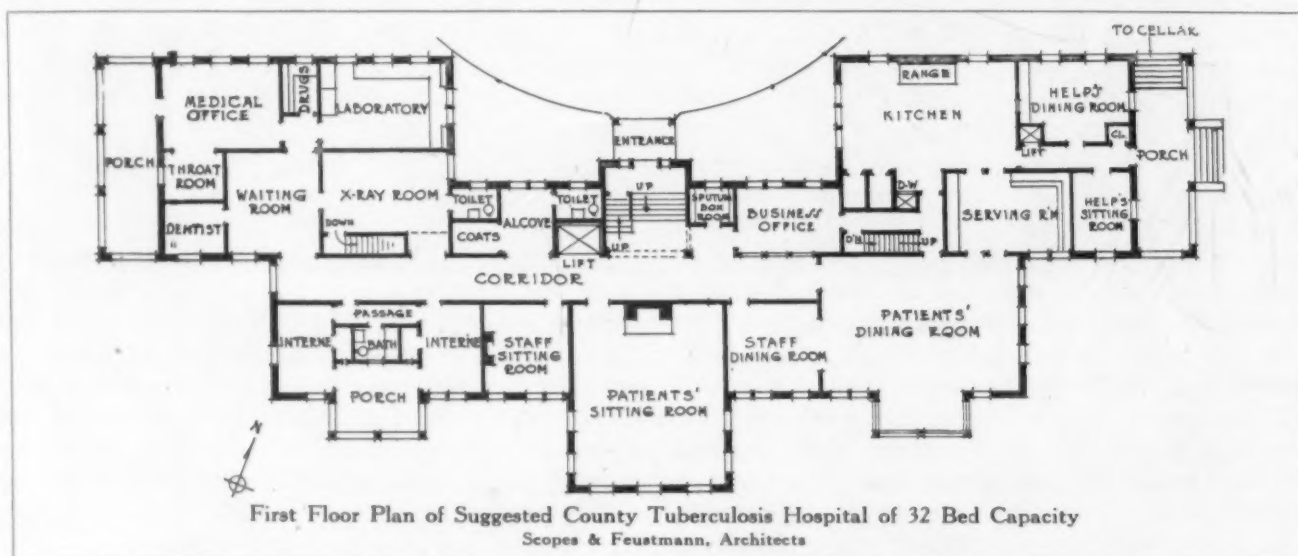 TO CELLAR
MEDICAL
OFFICE
DRUGS
LABORATORY
RANGE
KITCHEN
HELP'S
DINING ROOM
ENTRANCE
CL.
LIFT
PORCH
PORCH
THROAT
ROOM
WAITING
ROOM
X-RAY ROOM
UP
D-W
TOILET
TOILET
SPUTUM
BOX
ROOM
BUSINESS
OFFICE
SERVING R'M
HELP'S
SITTING
ROOM
DENTIST
DOWN
COATS
ALCOVE
UP
DN
UP
LIFT
CORRIDOR
PASSAGE
INTERNE
BATH
INTERNE
STAFF
SITTING
ROOM
STAFF
DINING ROOM
PATIENTS'
DINING ROOM
PORCH
PATIENTS'
SITTING ROOM
N
First Floor Plan of Suggested County Tuberculosis Hospital of 32 Bed Capacity
Scopes & Feustmann, Architects